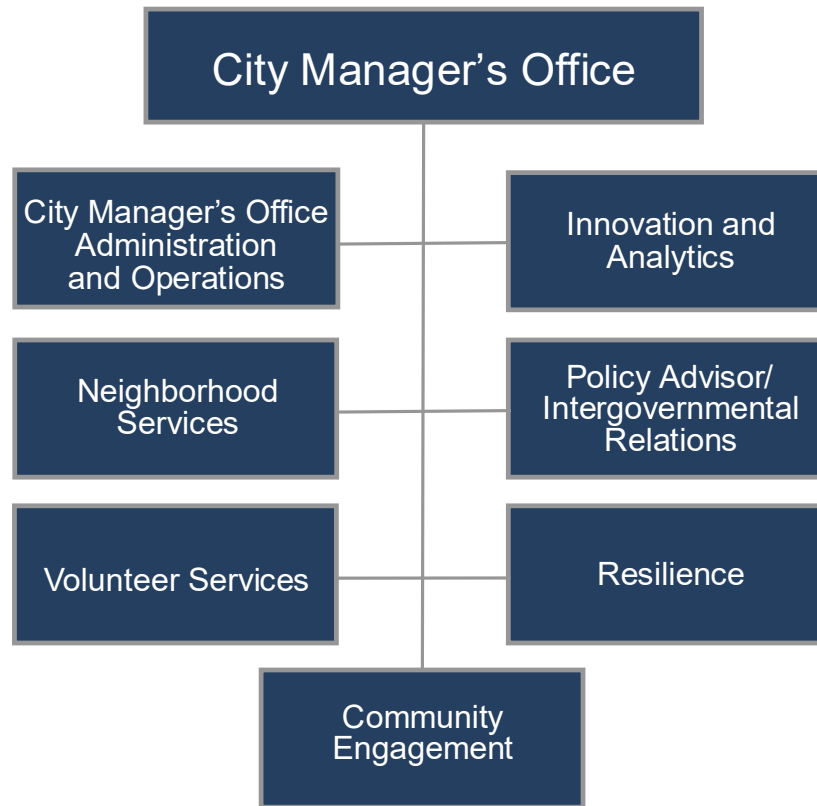 City Manager’s Office
City Manager’s Office
Administration
and Operations
Innovation and
Analytics
Neighborhood
Services
Policy Advisor/
Intergovernmental
Relations
Volunteer Services
Resilience
Community
Engagement